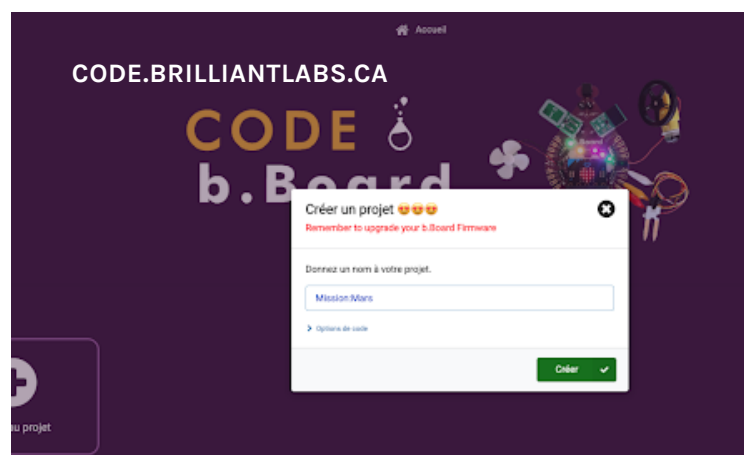 Accueil
CODE.BRILLIANTLABS.CA
CODE
b.Board
Créer un projet 😍😍😍
Remember to upgrade your b.Board Firmware
Donnez un nom à votre projet.
Mission:Mars
Options de code
Créer
au projet